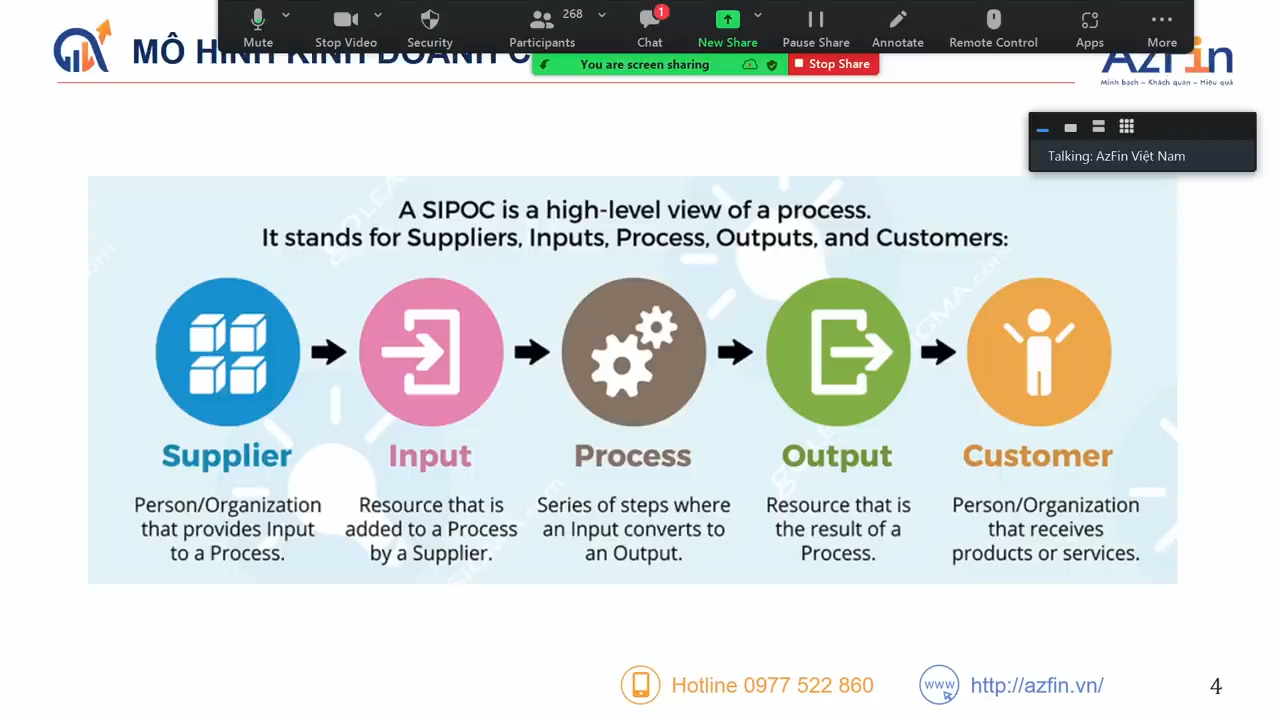 Mute
Stop Video
Security
Participants
268
Chat
1
New Share
Pause Share
Annotate
Remote Control
Apps
More
You are screen sharing
Stop Share
MÔ HÌNH KINH DOANH
AzFin
Minh bạch – Khách quan – Hiệu quả
Talking: AzFin Việt Nam
A SIPOC is a high-level view of a process.
It stands for Suppliers, Inputs, Process, Outputs, and Customers:
Supplier
Person/Organization
that provides Input
to a Process.
Input
Resource that is
added to a Process
by a Supplier.
Process
Series of steps where
an Input converts to
an Output.
Output
Resource that is
the result of a
Process.
Customer
Person/Organization
that receives
products or services.
Hotline 0977 522 860
www
http://azfin.vn/
4